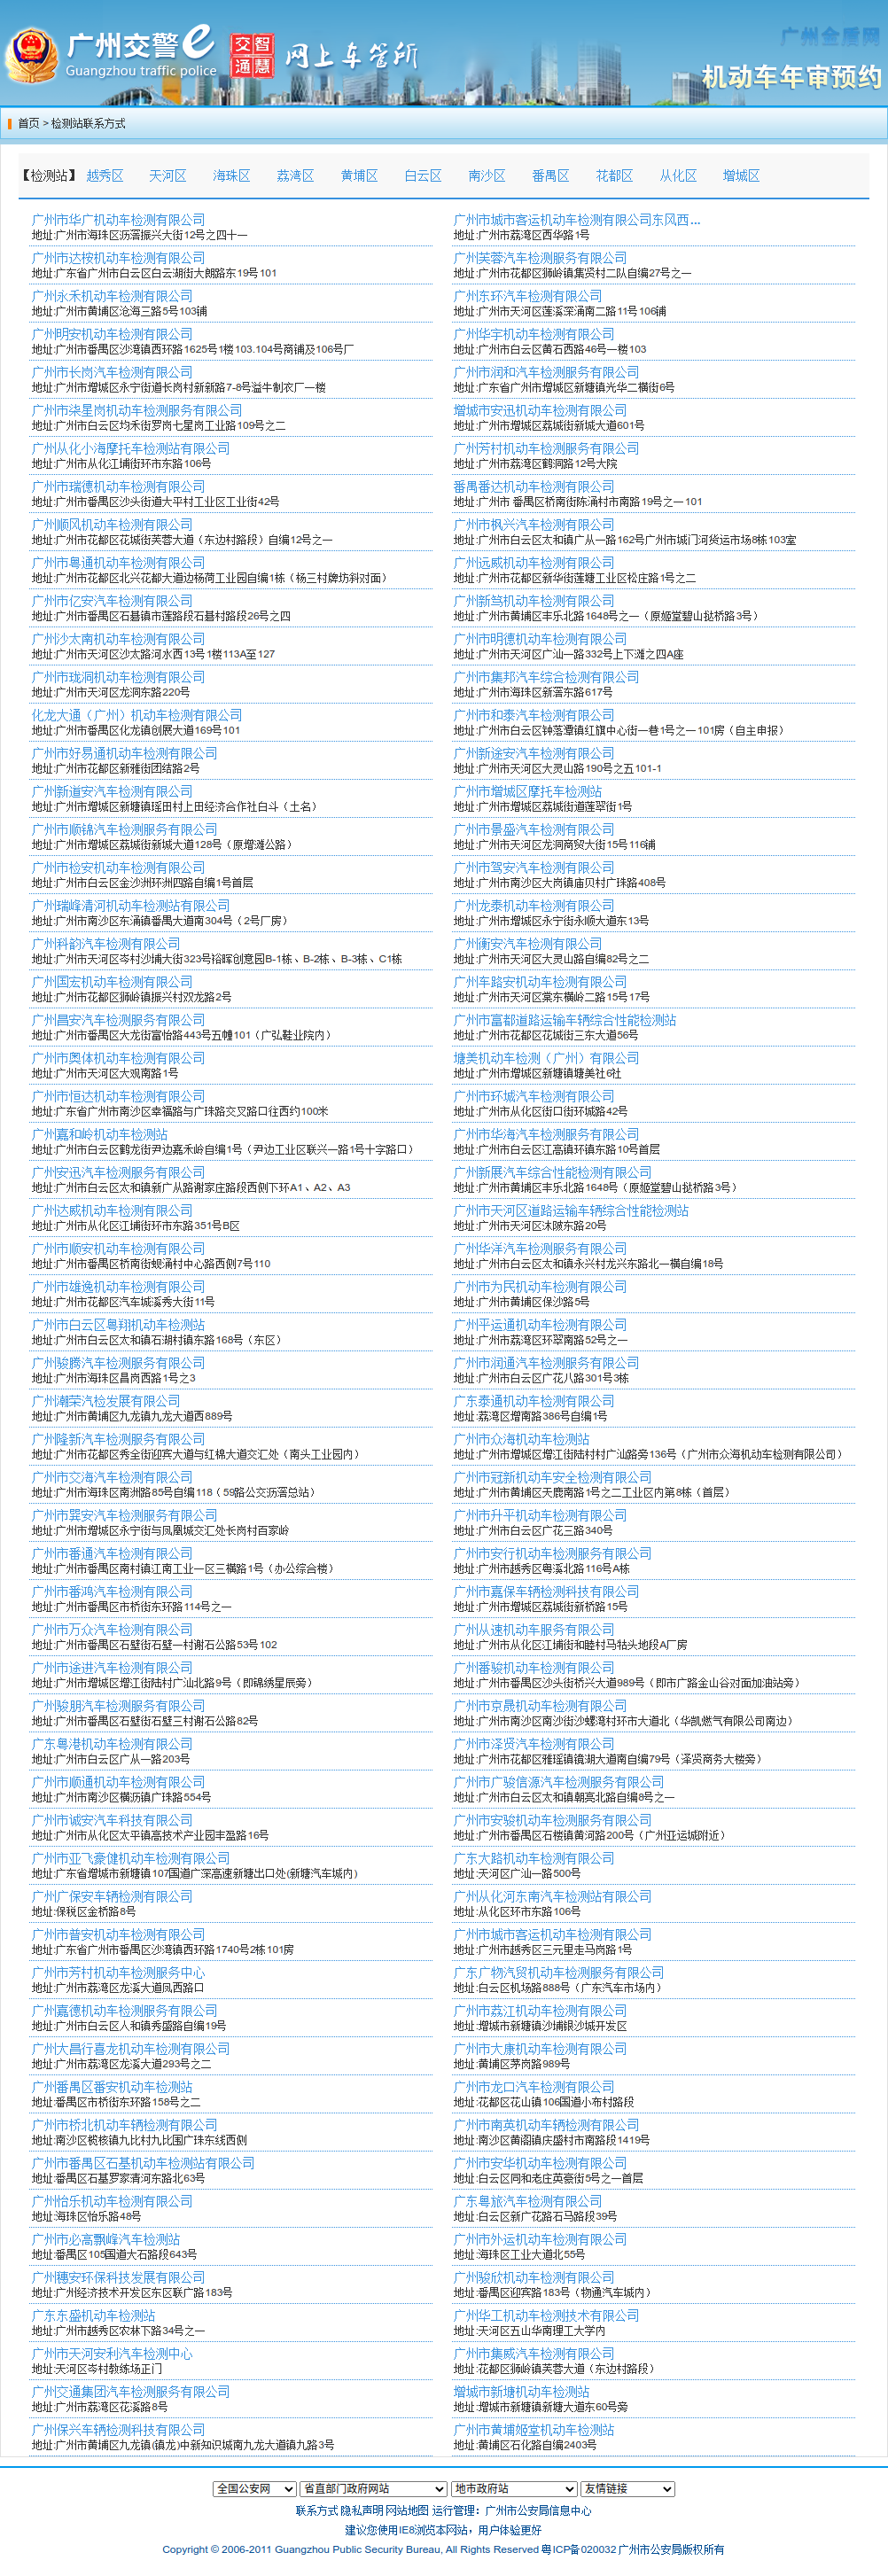 广州交警e
Guangzhou traffic police
智慧交通
网上车管所
广州金盾网
机动车年审预约
首页 > 检测站联系方式
【检测站】 越秀区 天河区 海珠区 荔湾区 黄埔区 白云区 南沙区 番禺区 花都区 从化区 增城区
广州市华广机动车检测有限公司
地址:广州市海珠区沥滘振兴大街12号之四十一
广州市城市客运机动车检测有限公司东风西...
地址:广州市荔湾区西华路1号
广州市达桉机动车检测有限公司
地址:广东省广州市白云区白云湖街大朗路东19号101
广州芙蓉汽车检测服务有限公司
地址:广州市花都区狮岭镇集贤村二队自编27号之一
广州永禾机动车检测有限公司
地址:广州市黄埔区沧海三路5号103铺
广州东环汽车检测有限公司
地址:广州市天河区莲溪深涌南二路11号106铺
广州明安机动车检测有限公司
地址:广州市番禺区沙湾镇西环路1625号1楼103.104号商铺及106号厂
广州华宇机动车检测有限公司
地址:广州市白云区黄石西路46号一楼103
广州市长岗汽车检测有限公司
地址:广州市增城区永宁街道长岗村新新路7-8号溢牛制衣厂一楼
广州市润和汽车检测服务有限公司
地址:广东省广州市增城区新塘镇光华二横街6号
广州市柒星岗机动车检测服务有限公司
地址:广州市白云区均禾街罗岗七星岗工业路109号之二
增城市安迅机动车检测有限公司
地址:广州市增城区荔城街新城大道601号
广州从化小海摩托车检测站有限公司
地址:广州市从化江埔街环市东路106号
广州芳村机动车检测服务有限公司
地址:广州市荔湾区鹤洞路12号大院
广州市瑞德机动车检测有限公司
地址:广州市番禺区沙头街道大平村工业区工业街42号
番禺番达机动车检测有限公司
地址:广州市 番禺区桥南街陈涌村市南路19号之一101
广州顺风机动车检测有限公司
地址:广州市花都区花城街芙蓉大道（东边村路段）自编12号之一
广州市枫兴汽车检测有限公司
地址:广州市白云区太和镇广从一路162号广州市城门河货运市场8栋103室
广州市粤通机动车检测有限公司
地址:广州市花都区北兴花都大道边杨荷工业园自编1栋（杨三村牌坊斜对面）
广州远威机动车检测有限公司
地址:广州市花都区新华街莲塘工业区松庄路1号之二
广州市亿安汽车检测有限公司
地址:广州市番禺区石碁镇市莲路段石碁村路段26号之四
广州新笃机动车检测有限公司
地址:广州市黄埔区丰乐北路1648号之一（原姬堂碧山挞桥路3号）
广州沙太南机动车检测有限公司
地址:广州市天河区沙太路河水西13号1楼113A至127
广州市明德机动车检测有限公司
地址:广州市天河区广汕一路332号上下滩之四A座
广州市珑洞机动车检测有限公司
地址:广州市天河区龙洞东路220号
广州市集邦汽车综合检测有限公司
地址:广州市海珠区新滘东路617号
化龙大通（广州）机动车检测有限公司
地址:广州市番禺区化龙镇创展大道169号101
广州市和泰汽车检测有限公司
地址:广州市白云区钟落潭镇红旗中心街一巷1号之一101房（自主申报）
广州市好易通机动车检测有限公司
地址:广州市花都区新雅街团结路2号
广州新途安汽车检测有限公司
地址:广州市天河区大灵山路190号之五101-1
广州新道安汽车检测有限公司
地址:广州市增城区新塘镇瑶田村上田经济合作社白斗（土名）
广州市增城区摩托车检测站
地址:广州市增城区荔城街道莲翠街1号
广州市顺锦汽车检测服务有限公司
地址:广州市增城区荔城街新城大道128号（原增滩公路）
广州市景盛汽车检测有限公司
地址:广州市天河区龙洞商贸大街15号116铺
广州市检安机动车检测有限公司
地址:广州市白云区金沙洲环洲四路自编1号首层
广州市驾安汽车检测有限公司
地址:广州市南沙区大岗镇庙贝村广珠路408号
广州瑞峰清河机动车检测站有限公司
地址:广州市南沙区东涌镇番禺大道南304号（2号厂房）
广州龙泰机动车检测有限公司
地址:广州市增城区永宁街永顺大道东13号
广州科韵汽车检测有限公司
地址:广州市天河区岑村沙埔大街323号裕晖创意园B-1栋、B-2栋、B-3栋、C1栋
广州衡安汽车检测有限公司
地址:广州市天河区大灵山路自编82号之二
广州国宏机动车检测有限公司
地址:广州市花都区狮岭镇振兴村双龙路2号
广州车路安机动车检测有限公司
地址:广州市天河区棠东横岭二路15号17号
广州昌安汽车检测服务有限公司
地址:广州市番禺区大龙街富怡路443号五幢101（广弘鞋业院内）
广州市富都道路运输车辆综合性能检测站
地址:广州市花都区花城街三东大道56号
广州市奥体机动车检测有限公司
地址:广州市天河区大观南路1号
塘美机动车检测（广州）有限公司
地址:广州市增城区新塘镇塘美社6社
广州市恒达机动车检测有限公司
地址:广东省广州市南沙区幸福路与广珠路交叉路口往西约100米
广州市环城汽车检测有限公司
地址:广州市从化区街口街环城路42号
广州嘉和岭机动车检测站
地址:广州市白云区鹤龙街尹边嘉禾岭自编1号（尹边工业区联兴一路1号十字路口）
广州市华海汽车检测服务有限公司
地址:广州市白云区江高镇环镇东路10号首层
广州安迅汽车检测服务有限公司
地址:广州市白云区太和镇新广从路谢家庄路段西侧下环A1、A2、A3
广州新展汽车综合性能检测有限公司
地址:广州市黄埔区丰乐北路1648号（原姬堂碧山挞桥路3号）
广州达威机动车检测有限公司
地址:广州市从化区江埔街环市东路351号B区
广州市天河区道路运输车辆综合性能检测站
地址:广州市天河区沐陂东路20号
广州市顺安机动车检测有限公司
地址:广州市番禺区桥南街蚬涌村中心路西侧7号110
广州华洋汽车检测服务有限公司
地址:广州市白云区太和镇永兴村龙兴东路北一横自编18号
广州市雄逸机动车检测有限公司
地址:广州市花都区汽车城溪秀大街11号
广州市为民机动车检测有限公司
地址:广州市黄埔区保沙路5号
广州市白云区粤翔机动车检测站
地址:广州市白云区太和镇石湖村镇东路168号（东区）
广州平运通机动车检测有限公司
地址:广州市荔湾区环翠南路52号之一
广州骏腾汽车检测服务有限公司
地址:广州市海珠区昌岗西路1号之3
广州市润通汽车检测服务有限公司
地址:广州市白云区广花八路301号3栋
广州潮荣汽检发展有限公司
地址:广州市黄埔区九龙镇九龙大道西889号
广东泰通机动车检测有限公司
地址:荔湾区增南路386号自编1号
广州隆新汽车检测服务有限公司
地址:广州市花都区秀全街迎宾大道与红棉大道交汇处（南头工业园内）
广州市众海机动车检测站
地址:广州市增城区增江街陆村村广汕路旁136号（广州市众海机动车检测有限公司）
广州市交海汽车检测有限公司
地址:广州市海珠区南洲路85号自编118（59路公交沥滘总站）
广州市冠新机动车安全检测有限公司
地址:广州市黄埔区天鹿南路1号之二工业区内第8栋（首层）
广州市巽安汽车检测服务有限公司
地址:广州市增城区永宁街与凤凰城交汇处长岗村百家岭
广州市升平机动车检测有限公司
地址:广州市白云区广花三路340号
广州市番通汽车检测有限公司
地址:广州市番禺区南村镇江南工业一区三横路1号（办公综合楼）
广州市安行机动车检测服务有限公司
地址:广州市越秀区粤溪北路116号A栋
广州市番鸿汽车检测有限公司
地址:广州市番禺区市桥街东环路114号之一
广州市嘉保车辆检测科技有限公司
地址:广州市增城区荔城街新桥路15号
广州市万众汽车检测有限公司
地址:广州市番禺区石壁街石壁一村谢石公路53号102
广州从速机动车服务有限公司
地址:广州市从化区江埔街和睦村马牯头地段A厂房
广州市途进汽车检测有限公司
地址:广州市增城区增江街陆村广汕北路9号（即锦绣星辰旁）
广州番骏机动车检测有限公司
地址:广州市番禺区沙头街桥兴大道989号（即市广路金山谷对面加油站旁）
广州骏朋汽车检测服务有限公司
地址:广州市番禺区石壁街石壁三村谢石公路82号
广州市京晟机动车检测有限公司
地址:广州市南沙区南沙街沙螺湾村环市大道北（华凯燃气有限公司南边）
广东粤港机动车检测有限公司
地址:广州市白云区广从一路203号
广州市泽贤汽车检测有限公司
地址:广州市花都区雅瑶镇镜湖大道南自编79号（泽贤商务大楼旁）
广州市顺通机动车检测有限公司
地址:广州市南沙区横沥镇广珠路554号
广州市广骏信源汽车检测服务有限公司
地址:广州市白云区太和镇朝亮北路自编8号之一
广州市诚安汽车科技有限公司
地址:广州市从化区太平镇高技术产业园丰盈路16号
广州市安骏机动车检测服务有限公司
地址:广州市番禺区石楼镇黄河路200号（广州亚运城附近）
广州市亚飞豪健机动车检测有限公司
地址:广东省增城市新塘镇107国道广深高速新塘出口处(新塘汽车城内)
广东大路机动车检测有限公司
地址:天河区广汕一路500号
广州广保安车辆检测有限公司
地址:保税区金桥路8号
广州从化河东南汽车检测站有限公司
地址:从化区环市东路106号
广州市普安机动车检测有限公司
地址:广东省广州市番禺区沙湾镇西环路1740号2栋101房
广州市城市客运机动车检测有限公司
地址:广州市越秀区三元里走马岗路1号
广州市芳村机动车检测服务中心
地址:广州市荔湾区龙溪大道凤西路口
广东广物汽贸机动车检测服务有限公司
地址:白云区机场路888号（广东汽车市场内）
广州嘉德机动车检测服务有限公司
地址:广州市白云区人和镇秀盛路自编19号
广州市荔江机动车检测有限公司
地址:增城市新塘镇沙埔银沙城开发区
广州大昌行喜龙机动车检测有限公司
地址:广州市荔湾区龙溪大道293号之二
广州市大康机动车检测有限公司
地址:黄埔区茅岗路989号
广州番禺区番安机动车检测站
地址:番禺区市桥街东环路158号之二
广州市龙口汽车检测有限公司
地址:花都区花山镇106国道小布村路段
广州市桥北机动车辆检测有限公司
地址:南沙区榄核镇九比村九比围广珠东线西侧
广州市南英机动车辆检测有限公司
地址:南沙区黄阁镇庆盛村市南路段1419号
广州市番禺区石基机动车检测站有限公司
地址:番禺区石基罗家清河东路北63号
广州市安华机动车检测有限公司
地址:白云区同和老庄英豪街5号之一首层
广州怡乐机动车检测有限公司
地址:海珠区怡乐路48号
广东粤旅汽车检测有限公司
地址:白云区新广花路石马路段39号
广州市必高飘峰汽车检测站
地址:番禺区105国道大石路段643号
广州市外运机动车检测有限公司
地址:海珠区工业大道北55号
广州穗安环保科技发展有限公司
地址:广州经济技术开发区东区联广路183号
广州骏欣机动车检测有限公司
地址:番禺区迎宾路183号（物通汽车城内）
广东东盛机动车检测站
地址:广州市越秀区农林下路34号之一
广州华工机动车检测技术有限公司
地址:天河区五山华南理工大学内
广州市天河安利汽车检测中心
地址:天河区岑村教练场正门
广州市集威汽车检测有限公司
地址:花都区狮岭镇芙蓉大道（东边村路段）
广州交通集团汽车检测服务有限公司
地址:广州市荔湾区花溪路8号
增城市新塘机动车检测站
地址:增城市新塘镇新塘大道东60号旁
广州保兴车辆检测科技有限公司
地址:广州市黄埔区九龙镇(镇龙)中新知识城南九龙大道镇九路3号
广州市黄埔姬堂机动车检测站
地址:黄埔区石化路自编2403号
全国公安网 省直部门政府网站 地市政府站 友情链接
联系方式 隐私声明 网站地图 运行管理：广州市公安局信息中心
建议您使用IE8浏览本网站，用户体验更好
Copyright © 2006-2011 Guangzhou Public Security Bureau, All Rights Reserved 粤ICP备020032 广州市公安局版权所有